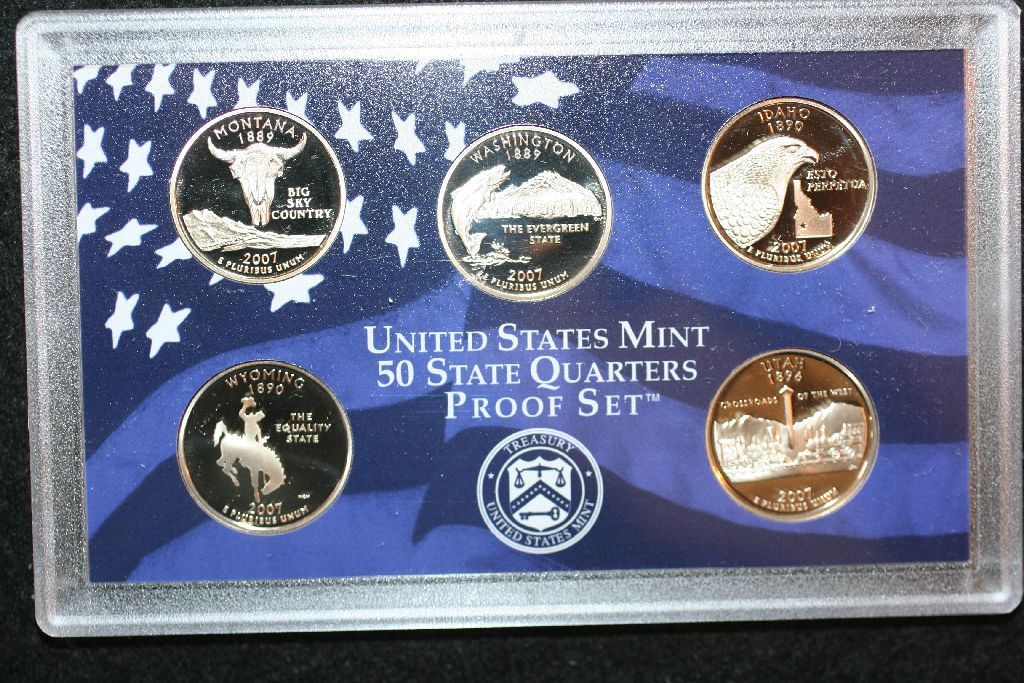 MONTANA
1889
BIG
SKY
COUNTRY
2007
E PLURIBUS UNUM
WASHINGTON
1889
THE EVERGREEN
STATE
2007
E PLURIBUS UNUM
IDAHO
1890
ESTO
PERPETUA
2007
E PLURIBUS UNUM
UNITED STATES MINT
50 STATE QUARTERS
PROOF SET™
WYOMING
1890
THE
EQUALITY
STATE
2007
E PLURIBUS UNUM
TREASURY
UNITED STATES MINT
UTAH
1896
CROSSROADS OF THE WEST
2007
E PLURIBUS UNUM